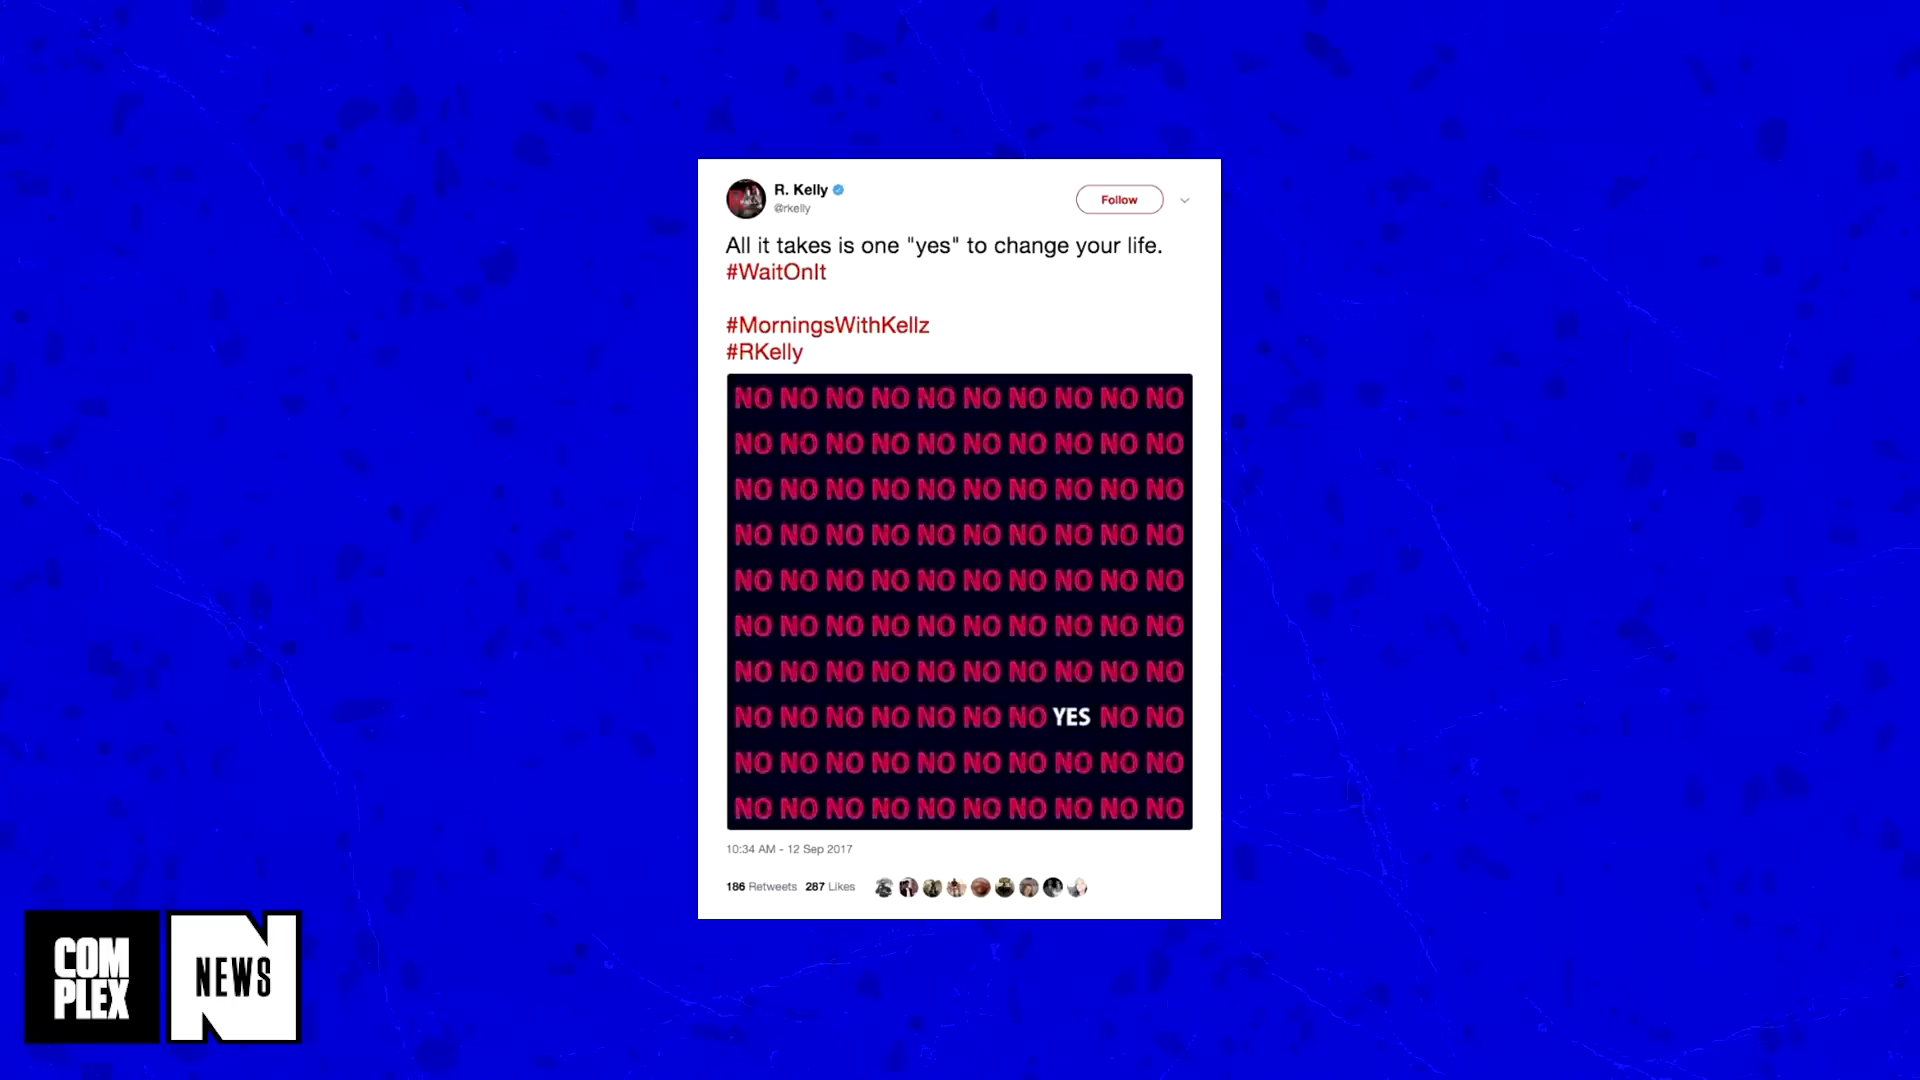 R. Kelly
@rkelly
Follow
All it takes is one "yes" to change your life.
#WaitOnIt
#MorningsWithKellz
#RKelly
NO NO NO NO NO NO NO NO NO NO
NO NO NO NO NO NO NO NO NO NO
NO NO NO NO NO NO NO NO NO NO
NO NO NO NO NO NO NO NO NO NO
NO NO NO NO NO NO NO NO NO NO
NO NO NO NO NO NO NO NO NO NO
NO NO NO NO NO NO NO NO NO NO
NO NO NO NO NO NO NO YES NO NO
NO NO NO NO NO NO NO NO NO NO
NO NO NO NO NO NO NO NO NO NO
10:34 AM - 12 Sep 2017
186 Retweets 287 Likes
COM
PLEX
NEWS